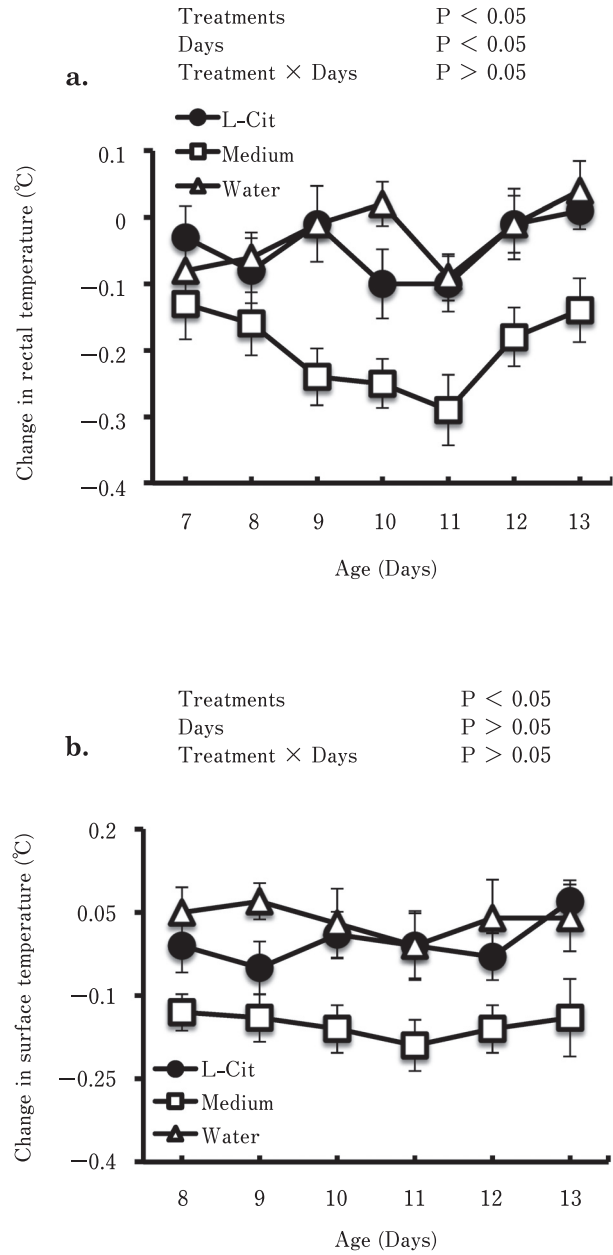 Treatments P < 0.05
Days P < 0.05
Treatment × Days P > 0.05
a.
L-Cit
Medium
Water
Change in rectal temperature (℃)
0.1
0
−0.1
−0.2
−0.3
−0.4
7 8 9 10 11 12 13
Age (Days)
Treatments P < 0.05
Days P > 0.05
Treatment × Days P > 0.05
b.
Change in surface temperature (℃)
0.2
0.05
−0.1
−0.25
−0.4
L-Cit
Medium
Water
8 9 10 11 12 13
Age (Days)